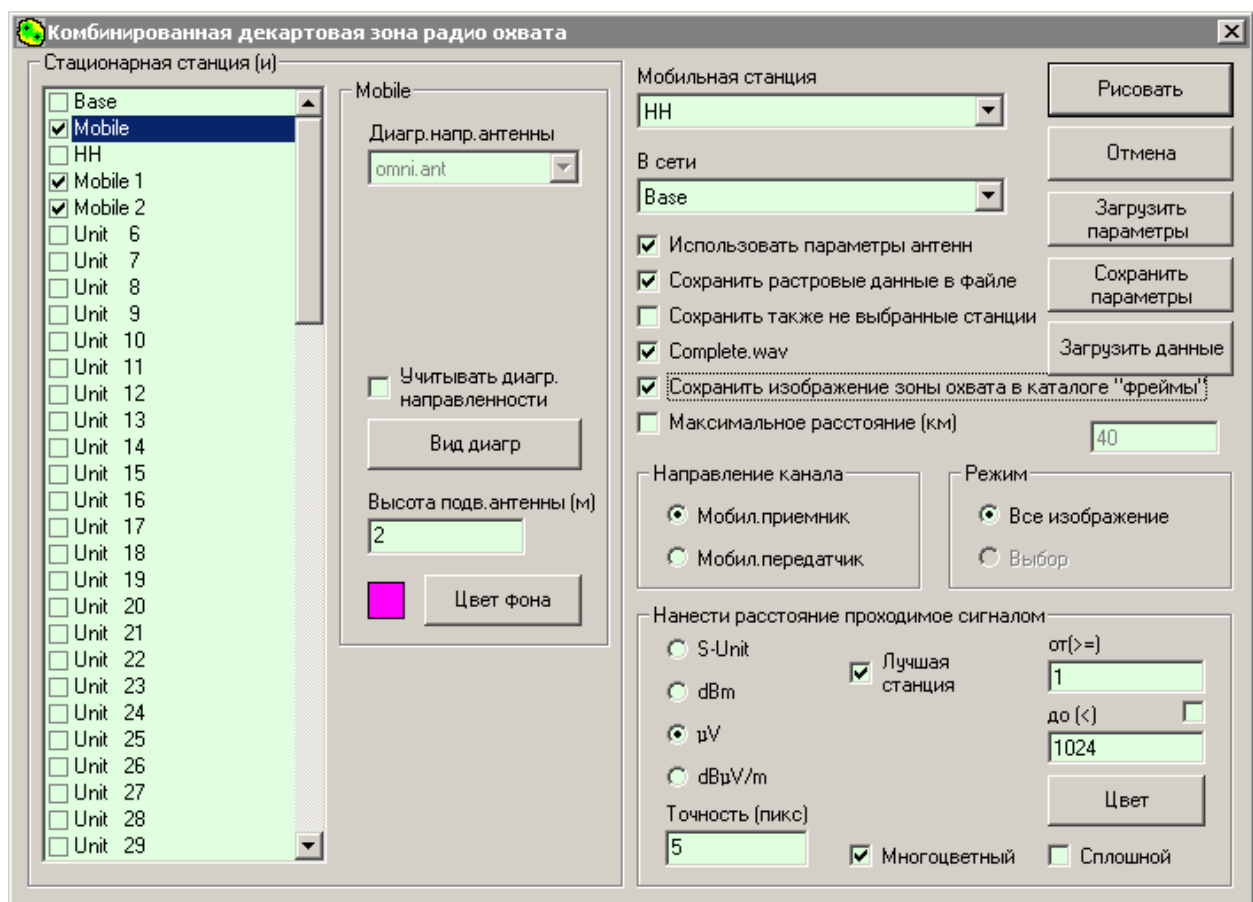 Комбинированная декартовая зона радио охвата
Стационарная станция (и)
Base
Mobile
HH
Mobile 1
Mobile 2
Unit 6
Unit 7
Unit 8
Unit 9
Unit 10
Unit 11
Unit 12
Unit 13
Unit 14
Unit 15
Unit 16
Unit 17
Unit 18
Unit 19
Unit 20
Unit 21
Unit 22
Unit 23
Unit 24
Unit 25
Unit 26
Unit 27
Unit 28
Unit 29
Mobile
Диагр.напр.антенны
omni.ant
Учитывать диагр.
направленности
Вид диагр
Высота подв.антенны (м)
2
Цвет фона
Мобильная станция
HH
В сети
Base
Использовать параметры антенн
Сохранить растровые данные в файле
Сохранить также не выбранные станции
Complete.wav
Сохранить изображение зоны охвата в каталоге "фреймы"
Максимальное расстояние (км)
40
Рисовать
Отмена
Загрузить
параметры
Сохранить
параметры
Загрузить данные
Направление канала
Мобил.приемник
Мобил.передатчик
Режим
Все изображение
Выбор
Нанести расстояние проходимое сигналом
S-Unit
dBm
µV
dBµV/m
Точность (пикс)
5
Лучшая
станция
Многоцветный
от(>=)
1
до (<)
1024
Цвет
Сплошной